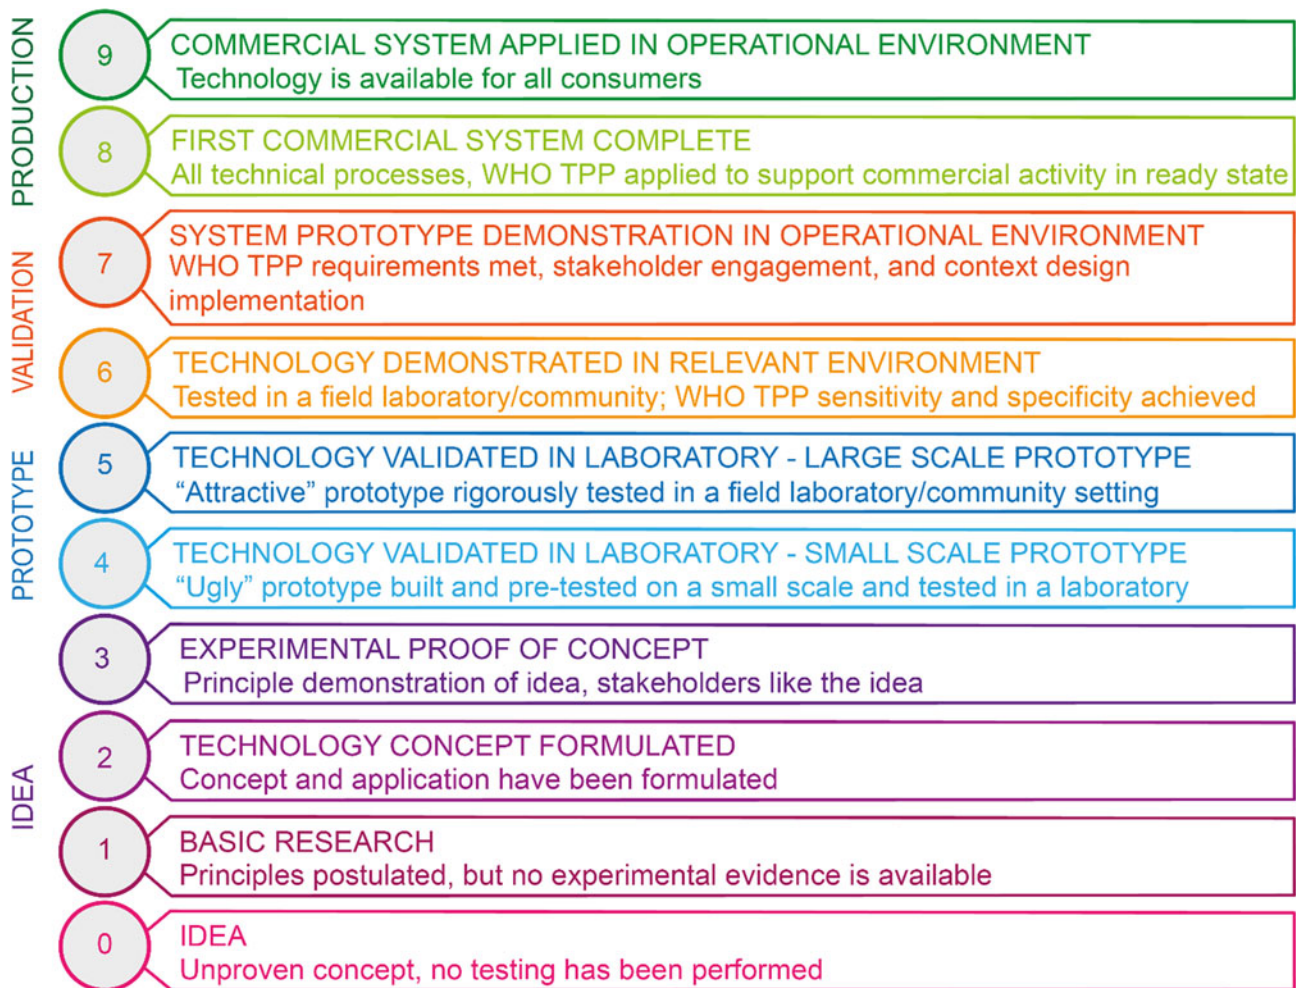 PRODUCTION
9
COMMERCIAL SYSTEM APPLIED IN OPERATIONAL ENVIRONMENT
Technology is available for all consumers
8
FIRST COMMERCIAL SYSTEM COMPLETE
All technical processes, WHO TPP applied to support commercial activity in ready state
VALIDATION
7
SYSTEM PROTOTYPE DEMONSTRATION IN OPERATIONAL ENVIRONMENT
WHO TPP requirements met, stakeholder engagement, and context design
implementation
6
TECHNOLOGY DEMONSTRATED IN RELEVANT ENVIRONMENT
Tested in a field laboratory/community; WHO TPP sensitivity and specificity achieved
PROTOTYPE
5
TECHNOLOGY VALIDATED IN LABORATORY - LARGE SCALE PROTOTYPE
“Attractive” prototype rigorously tested in a field laboratory/community setting
4
TECHNOLOGY VALIDATED IN LABORATORY - SMALL SCALE PROTOTYPE
“Ugly” prototype built and pre-tested on a small scale and tested in a laboratory
IDEA
3
EXPERIMENTAL PROOF OF CONCEPT
Principle demonstration of idea, stakeholders like the idea
2
TECHNOLOGY CONCEPT FORMULATED
Concept and application have been formulated
1
BASIC RESEARCH
Principles postulated, but no experimental evidence is available
0
IDEA
Unproven concept, no testing has been performed